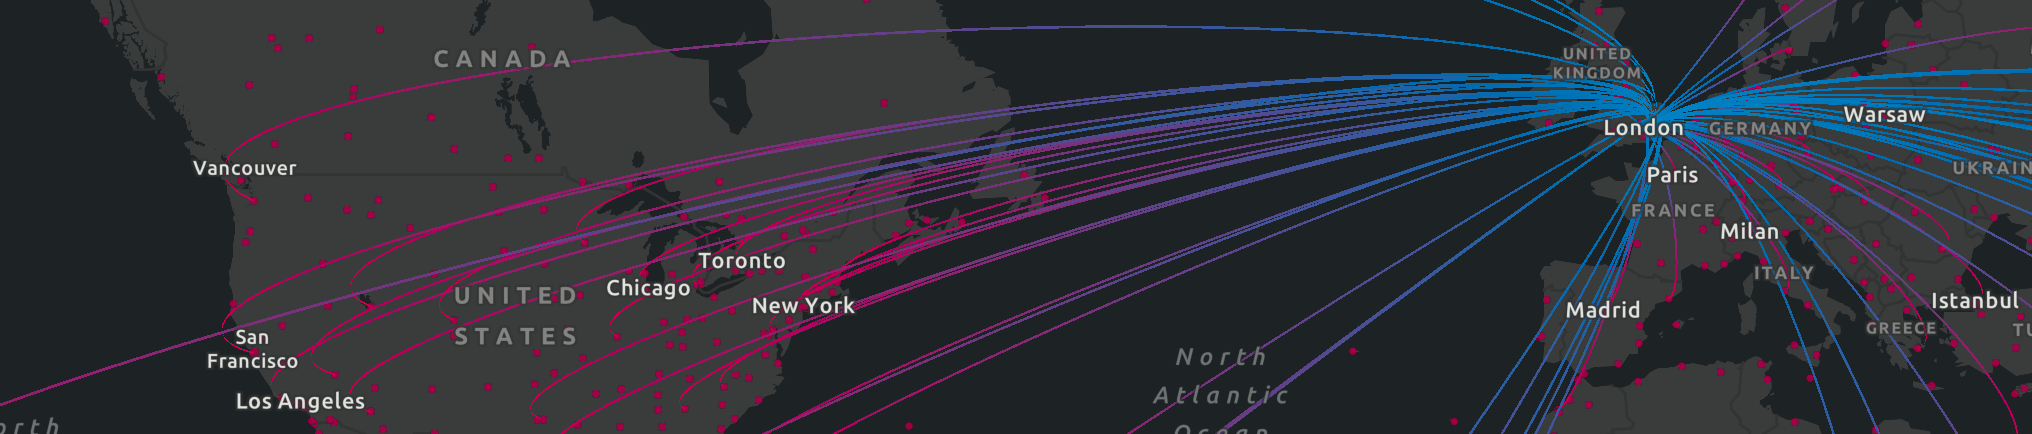 CANADA
UNITED
KINGDOM
London
GERMANY
Warsaw
Vancouver
Paris
UKRAIN
FRANCE
Milan
Toronto
ITALY
Chicago
UNITED
STATES
New York
Madrid
Istanbul
GREECE
TU
San
Francisco
Los Angeles
North
Atlantic
Ocean
orth